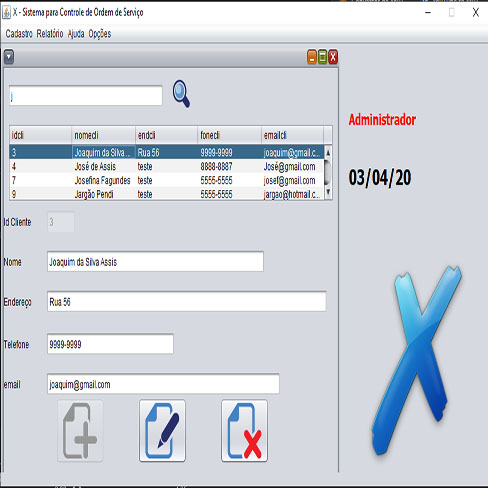 X - Sistema para Controle de Ordem de Serviço
Cadastro Relatório Ajuda Opções
j
idcli nomecli endcli fonecli emailcli
3 Joaquim da Silva ... Rua 56 9999-9999 joaquim@gmail.c...
4 José de Assis teste 8888-8887 José@gmail.com
7 Josefina Fagundes teste 5555-5555 josef@gmail.com
9 Jargão Pendi teste 5555-5555 jargao@hotmail.c...
Id Cliente 3
Nome Joaquim da Silva Assis
Endereço Rua 56
Telefone 9999-9999
email joaquim@gmail.com
Administrador
03/04/20